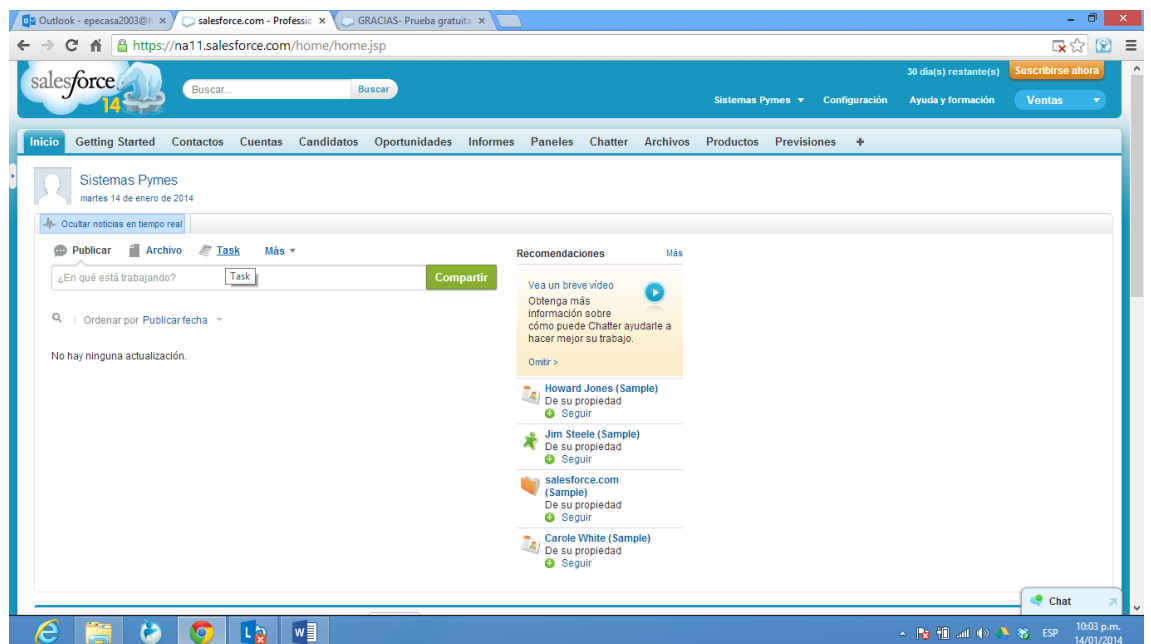 Outlook - epecasa2003@h
salesforce.com - Professio
GRACIAS- Prueba gratuita
https://na11.salesforce.com/home/home.jsp
salesforce
14
Buscar...
Buscar
30 día(s) restante(s)
Suscribirse ahora
Sistemas Pymes
Configuración
Ayuda y formación
Ventas
Inicio
Getting Started
Contactos
Cuentas
Candidatos
Oportunidades
Informes
Paneles
Chatter
Archivos
Productos
Previsiones
+
Sistemas Pymes
martes 14 de enero de 2014
Ocultar noticias en tiempo real
Publicar
Archivo
Task
Más
¿En qué está trabajando?
Task
Compartir
Ordenar por Publicar fecha
No hay ninguna actualización.
Recomendaciones
Más
Vea un breve vídeo
Obtenga más
información sobre
cómo puede Chatter ayudarle a
hacer mejor su trabajo.
Omitir >
Howard Jones (Sample)
De su propiedad
Seguir
Jim Steele (Sample)
De su propiedad
Seguir
salesforce.com
(Sample)
De su propiedad
Seguir
Carole White (Sample)
De su propiedad
Seguir
Chat
ESP
10:03 p.m.
14/01/2014